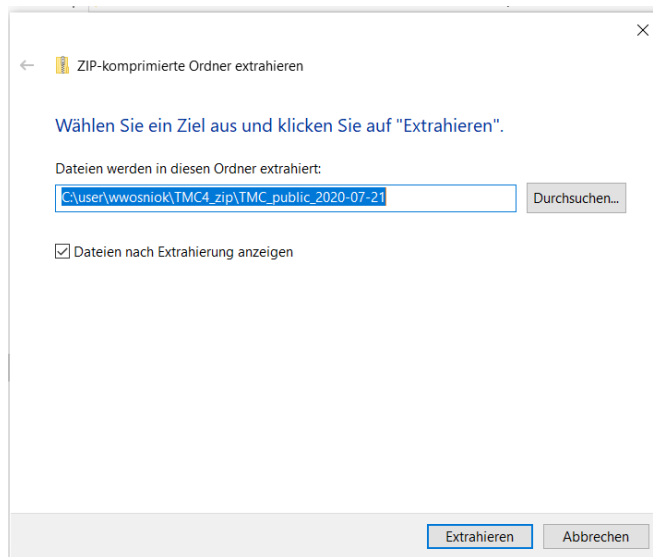 ZIP-komprimierte Ordner extrahieren
Wählen Sie ein Ziel aus und klicken Sie auf "Extrahieren".
Dateien werden in diesen Ordner extrahiert:
C:\user\wwosniok\TMC4_zip\TMC_public_2020-07-21
Durchsuchen...
Dateien nach Extrahierung anzeigen
Extrahieren
Abbrechen